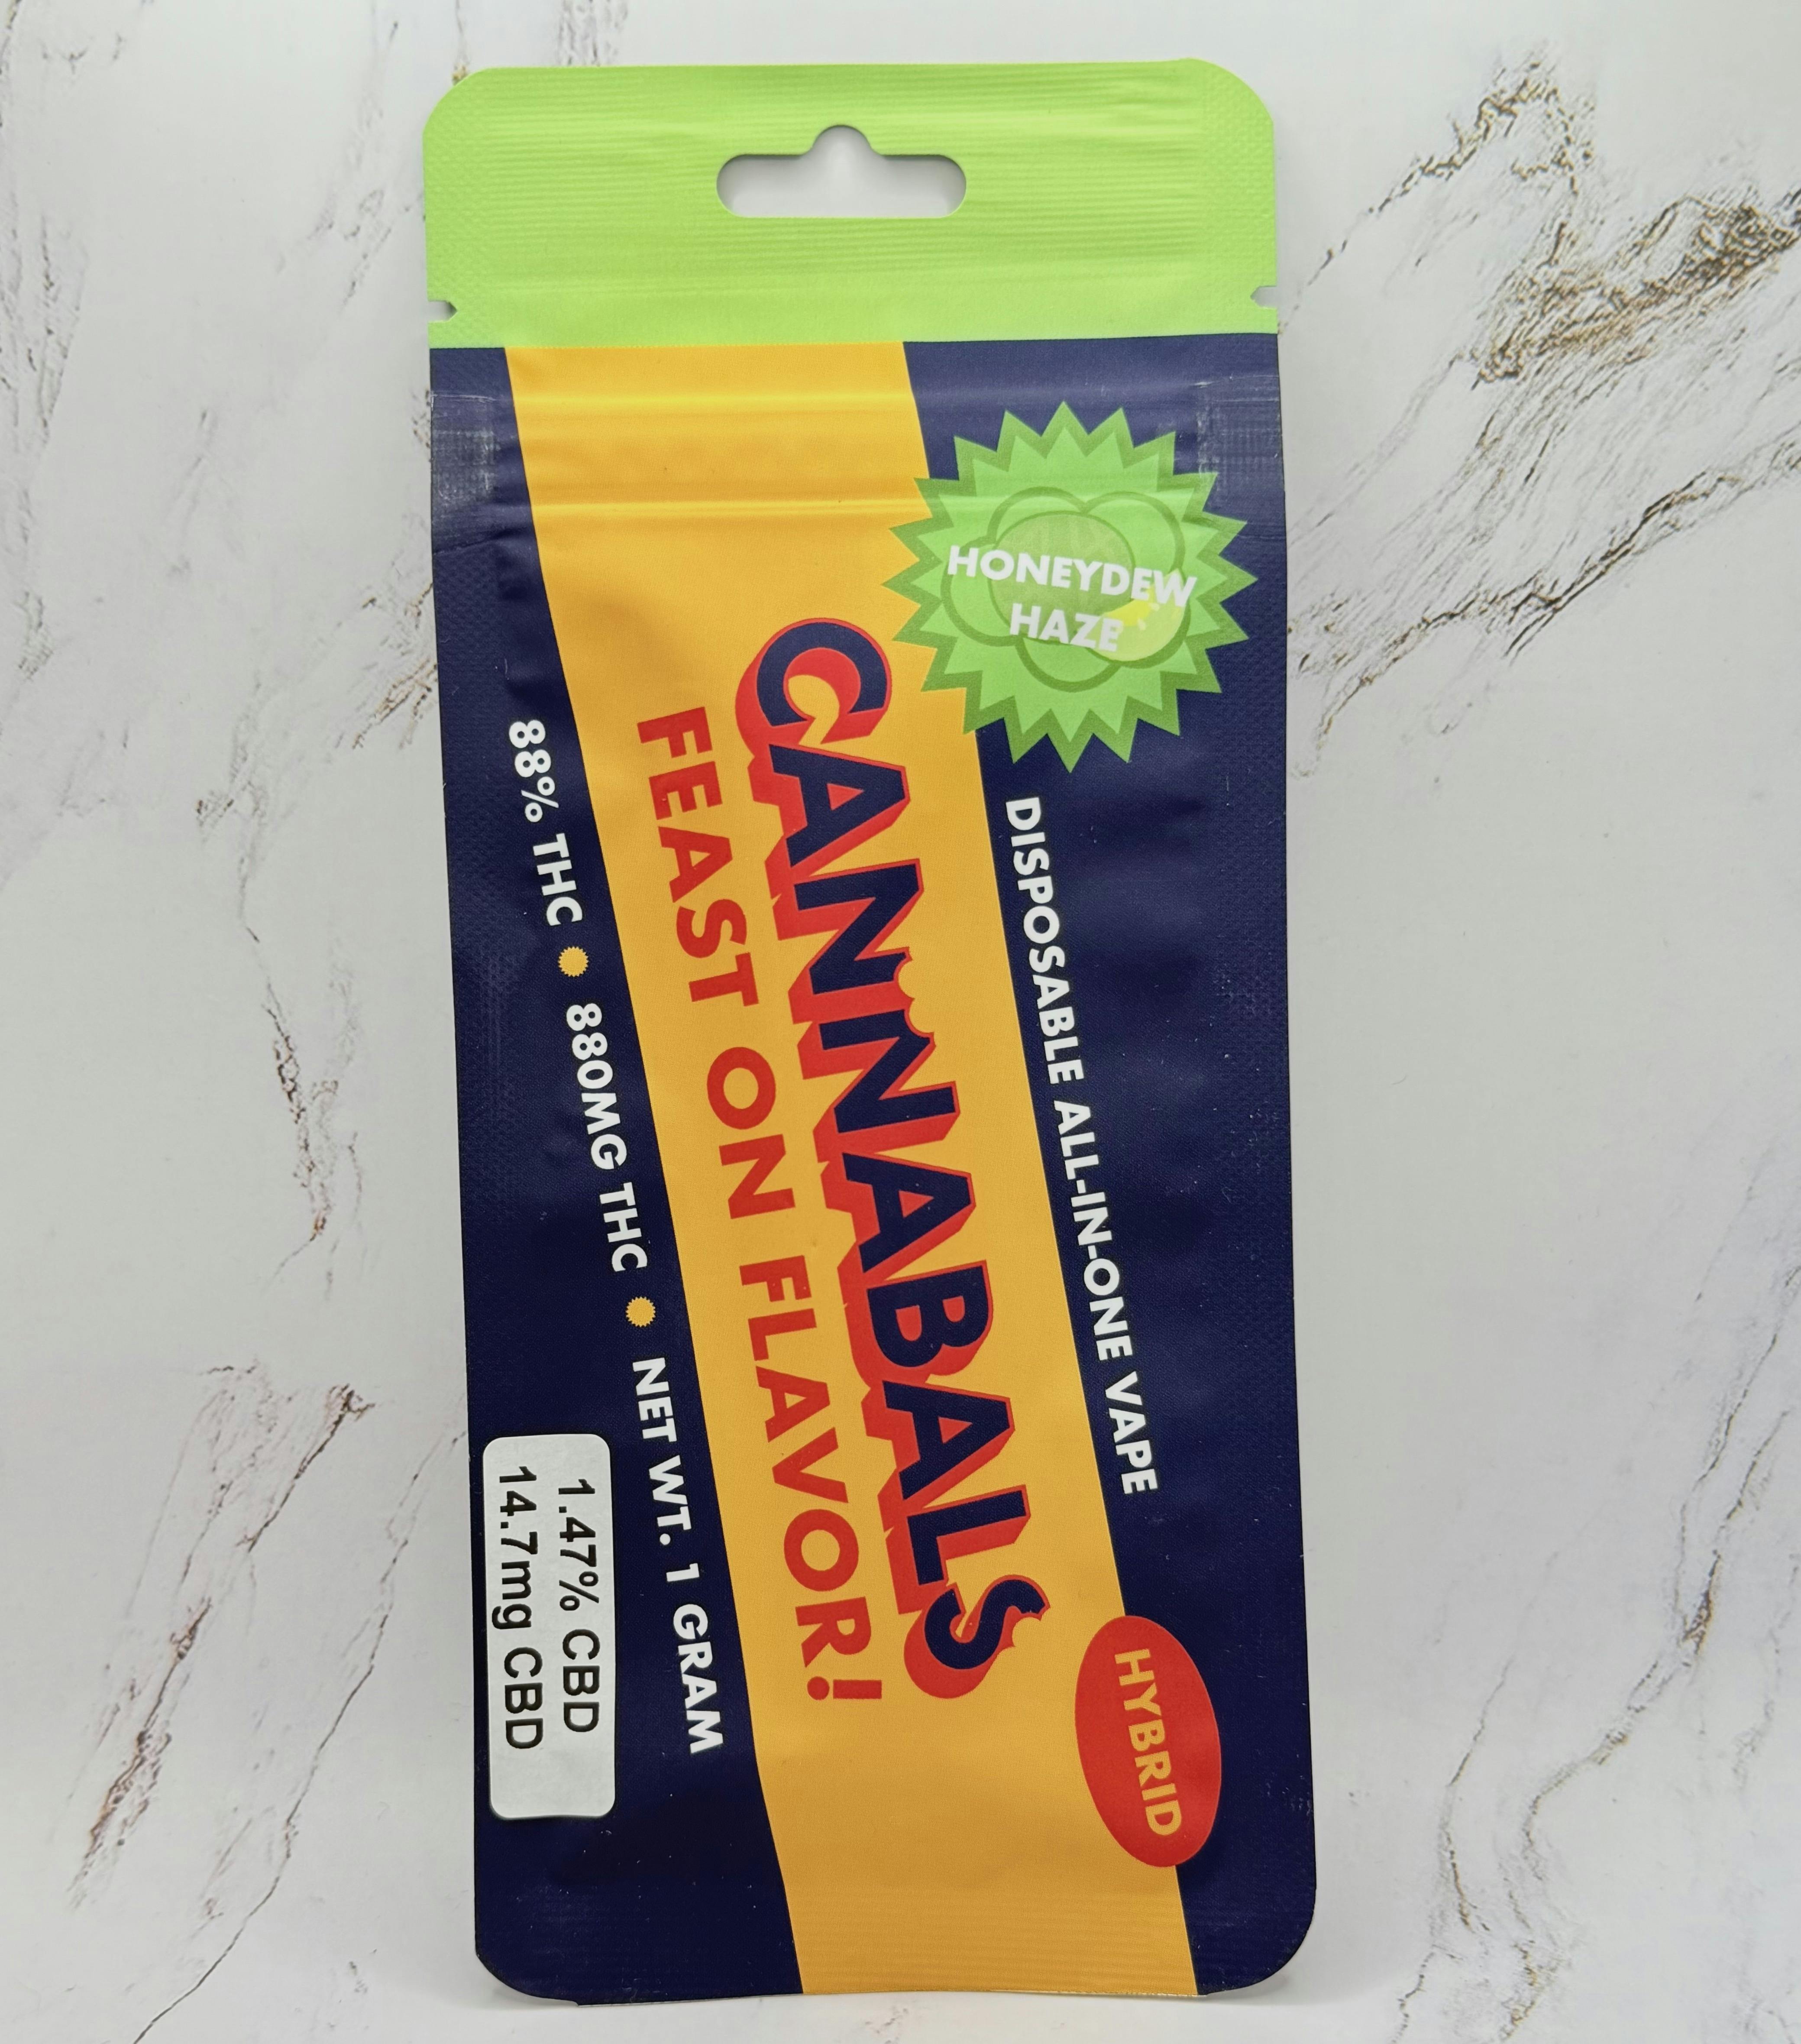 HONEYDEW
HAZE
DISPOSABLE ALL-IN-ONE VAPE
CANNABALS
FEAST ON FLAVOR!
88% THC • 880MG THC • NET WT. 1 GRAM
HYBRID
1.47% CBD
14.7mg CBD